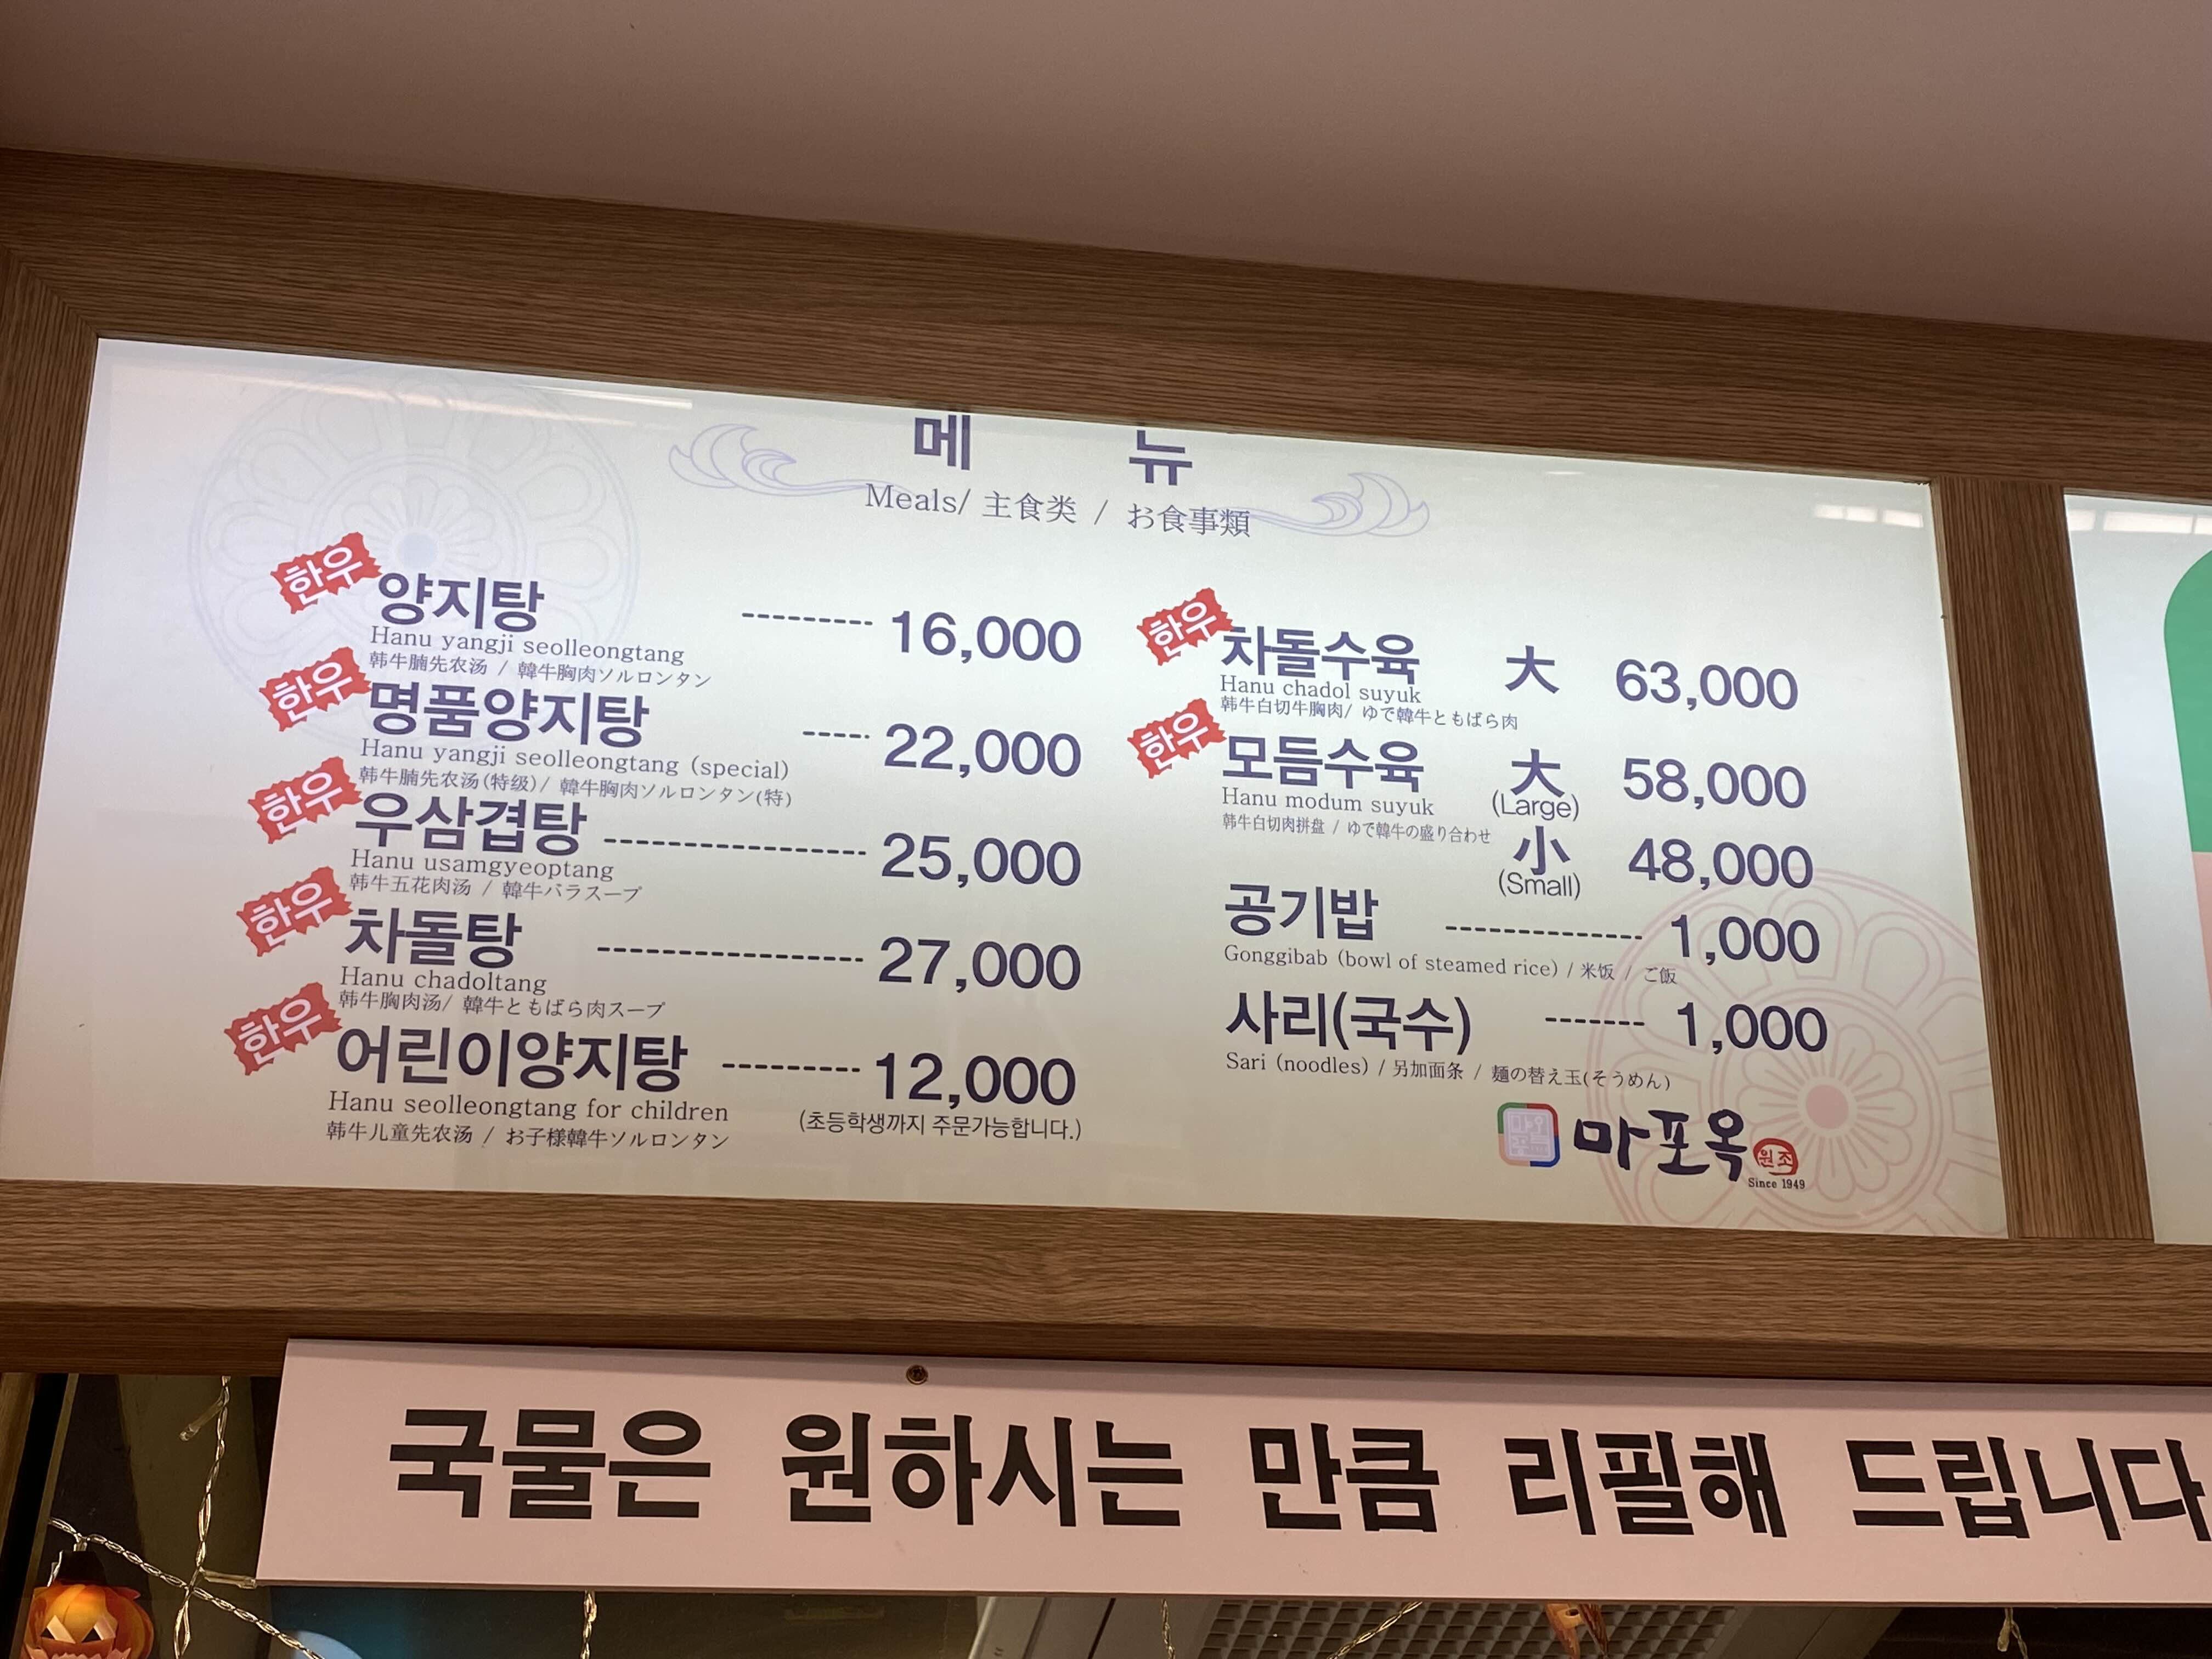 메 뉴
Meals/ 主食类 / お食事類
한우 양지탕 --------- 16,000
Hanu yangji seolleongtang
韩牛腩先农汤 / 韓牛胸肉ソルロンタン
한우 명품양지탕 ----- 22,000
Hanu yangji seolleongtang (special)
韩牛腩先农汤(特级)/ 韓牛胸肉ソルロンタン(特)
한우 우삼겹탕 ----------------- 25,000
Hanu usamgyeoptang
韩牛五花肉汤 / 韓牛バラスープ
한우 차돌탕 ----------------- 27,000
Hanu chadoltang
韩牛胸肉汤/ 韓牛ともばら肉スープ
한우 어린이양지탕 --------- 12,000
Hanu seolleongtang for children
(초등학생까지 주문가능합니다.)
韩牛儿童先农汤 / お子様韓牛ソルロンタン
한우 차돌수육 大 63,000
Hanu chadol suyuk
韩牛白切牛胸肉/ ゆで韓牛ともばら肉
한우 모듬수육 大 58,000
Hanu modum suyuk (Large)
韩牛白切肉拼盘 / ゆで韓牛の盛り合わせ
小 48,000
(Small)
공기밥 ------------- 1,000
Gonggibab (bowl of steamed rice) / 米饭 / ご飯
사리(국수) ------- 1,000
Sari (noodles) / 另加面条 / 麺の替え玉(そうめん)
마포옥 원조
Since 1949
국물은 원하시는 만큼 리필해 드립니다